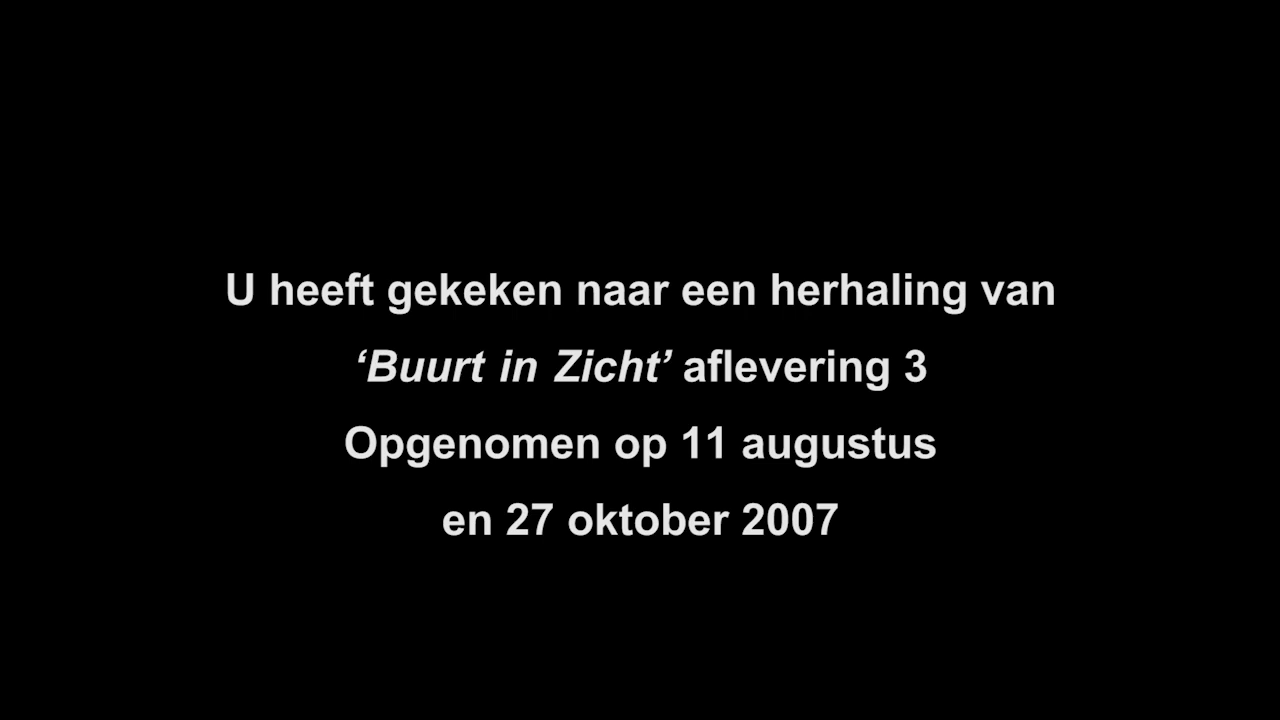 U heeft gekeken naar een herhaling van
‘Buurt in Zicht’ aflevering 3
Opgenomen op 11 augustus
en 27 oktober 2007